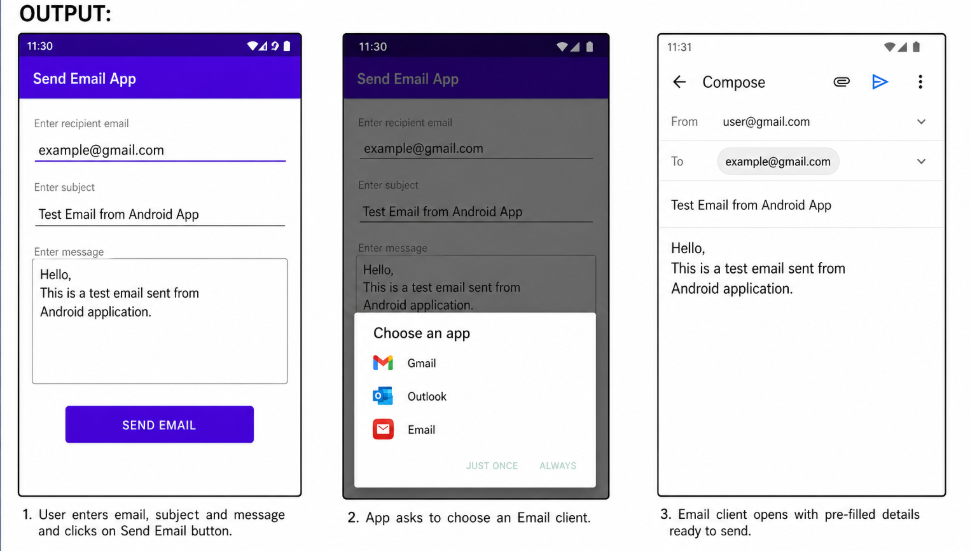 OUTPUT:
11:30
Send Email App
Enter recipient email
example@gmail.com
Enter subject
Test Email from Android App
Enter message
Hello,
This is a test email sent from
Android application.
SEND EMAIL
1. User enters email, subject and message
and clicks on Send Email button.
11:30
Send Email App
Enter recipient email
example@gmail.com
Enter subject
Test Email from Android App
Enter message
Hello,
This is a test email sent from
Android application.
Choose an app
Gmail
Outlook
Email
JUST ONCE ALWAYS
2. App asks to choose an Email client.
11:31
Compose
From user@gmail.com
To example@gmail.com
Test Email from Android App
Hello,
This is a test email sent from
Android application.
3. Email client opens with pre-filled details
ready to send.